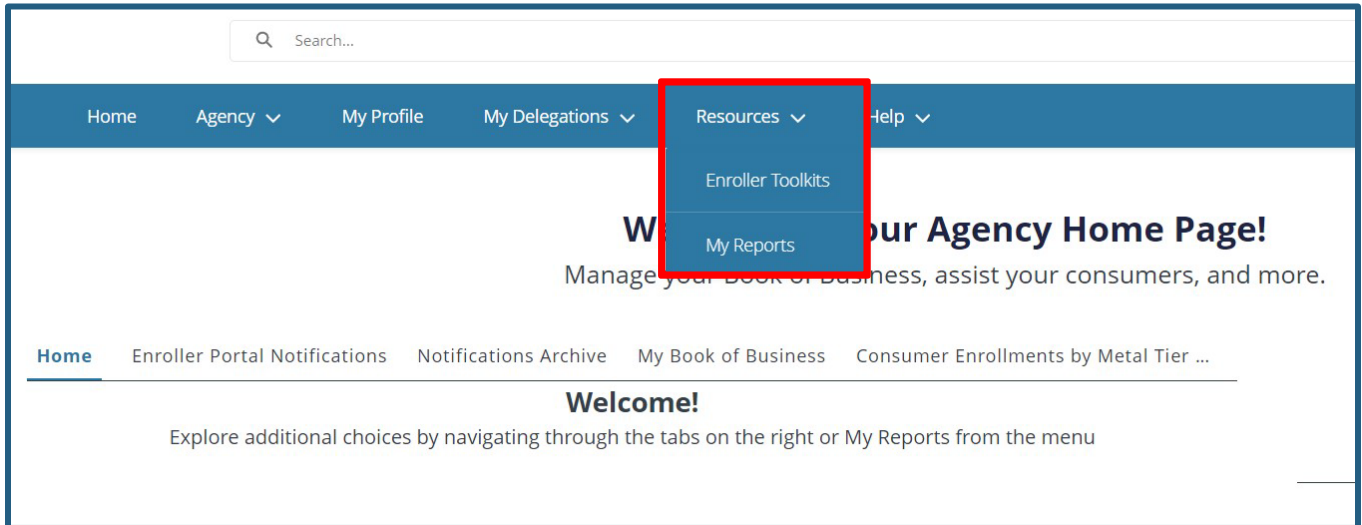 Search...
Home Agency My Profile My Delegations Resources Help
Enroller Toolkits
My Reports
our Agency Home Page!
Manage your Book of Business, assist your consumers, and more.
Home Enroller Portal Notifications Notifications Archive My Book of Business Consumer Enrollments by Metal Tier ...
Welcome!
Explore additional choices by navigating through the tabs on the right or My Reports from the menu